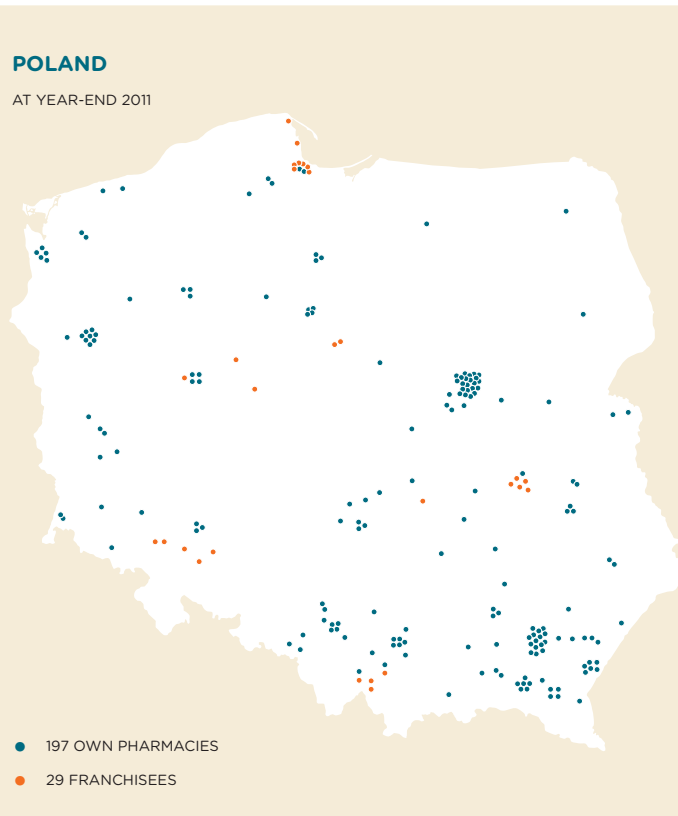 POLAND
AT YEAR-END 2011
197 OWN PHARMACIES
29 FRANCHISEES